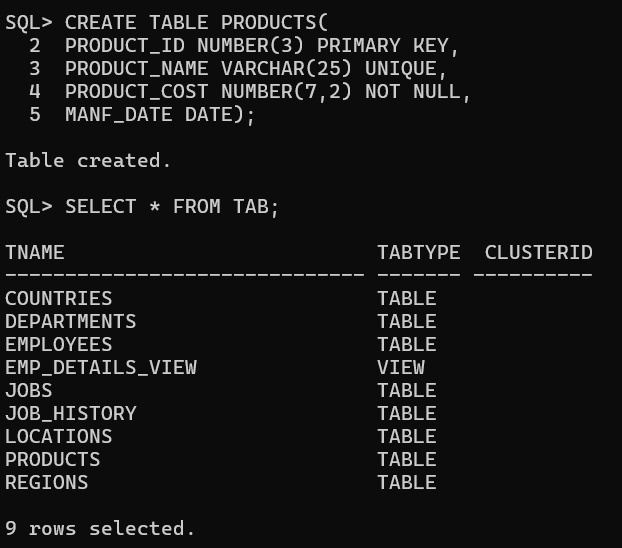 SQL> CREATE TABLE PRODUCTS(
  2  PRODUCT_ID NUMBER(3) PRIMARY KEY,
  3  PRODUCT_NAME VARCHAR(25) UNIQUE,
  4  PRODUCT_COST NUMBER(7,2) NOT NULL,
  5  MANF_DATE DATE);
Table created.
SQL> SELECT * FROM TAB;
TNAME                          TABTYPE  CLUSTERID
------------------------------ ------- ----------
COUNTRIES                      TABLE
DEPARTMENTS                    TABLE
EMPLOYEES                      TABLE
EMP_DETAILS_VIEW               VIEW
JOBS                           TABLE
JOB_HISTORY                    TABLE
LOCATIONS                      TABLE
PRODUCTS                       TABLE
REGIONS                        TABLE
9 rows selected.